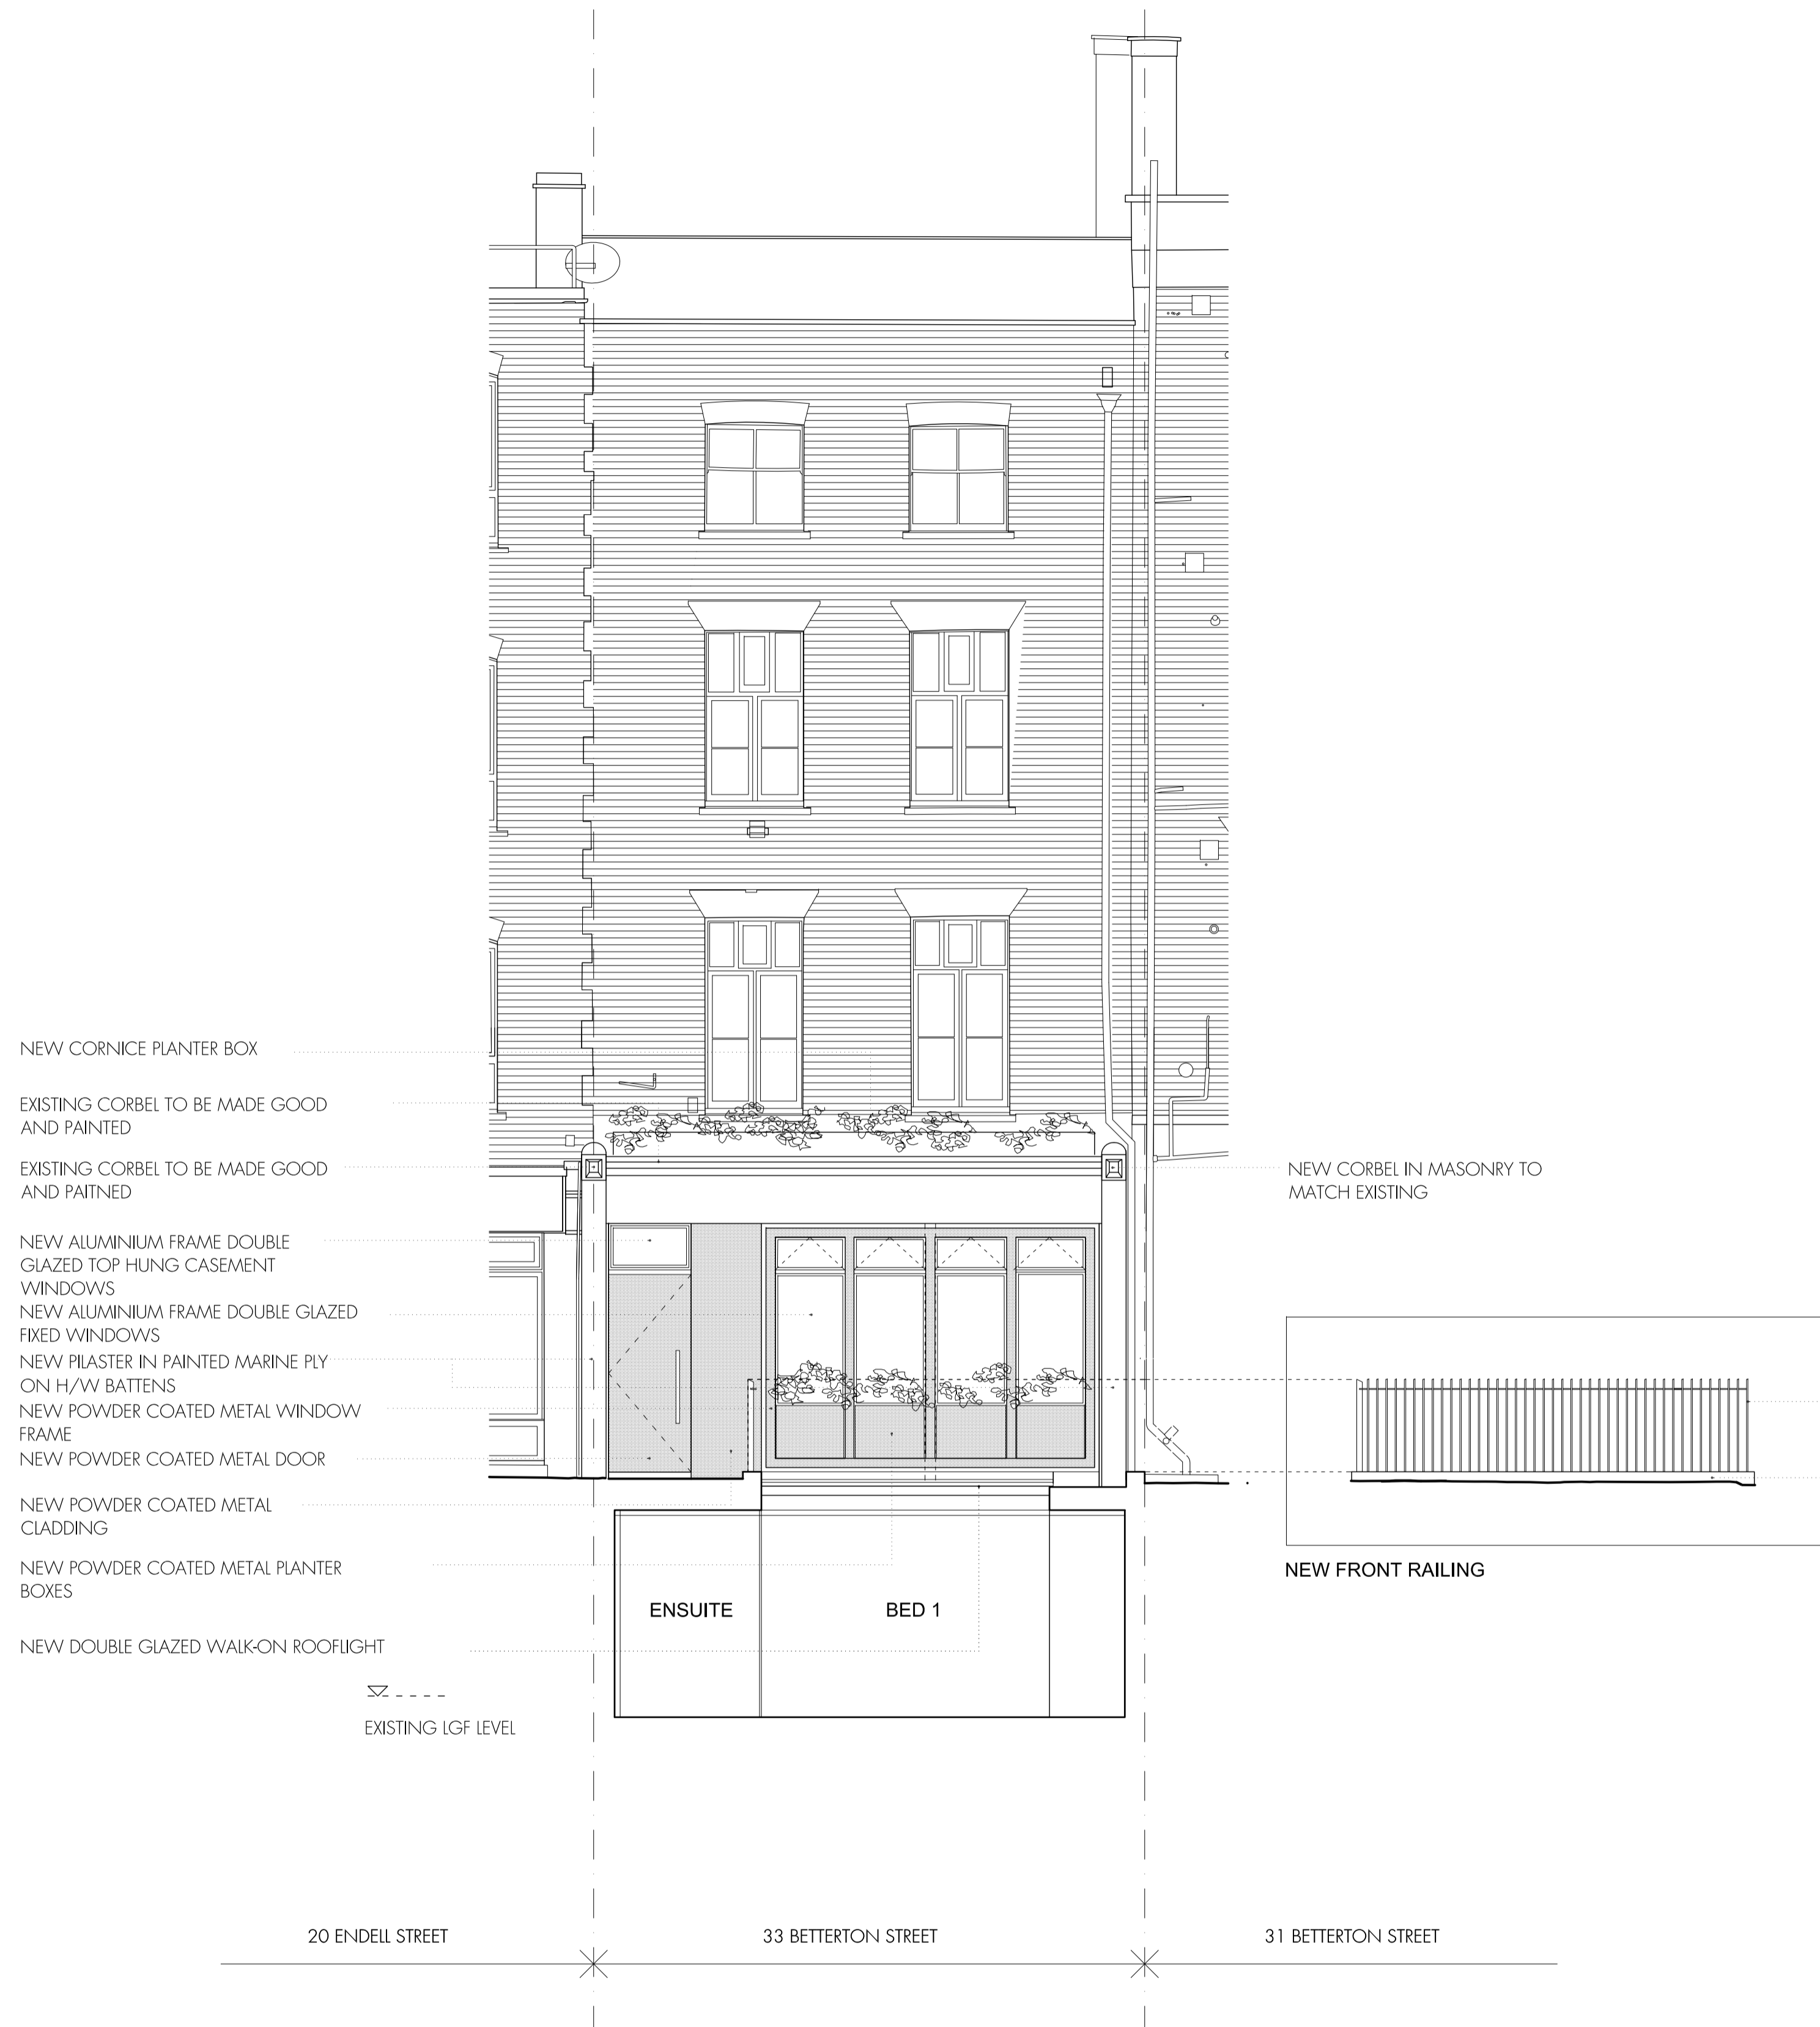 NEW CORNICE PLANTER BOX
EXISTING CORBEL TO BE MADE GOOD
AND PAINTED
EXISTING CORBEL TO BE MADE GOOD
AND PAITNED
NEW CORBEL IN MASONRY TO
MATCH EXISTING
NEW ALUMINIUM FRAME DOUBLE
GLAZED TOP HUNG CASEMENT
WINDOWS
NEW ALUMINIUM FRAME DOUBLE GLAZED
FIXED WINDOWS
NEW PILASTER IN PAINTED MARINE PLY
ON H/W BATTENS
NEW POWDER COATED METAL WINDOW
FRAME
NEW POWDER COATED METAL DOOR
NEW POWDER COATED METAL
CLADDING
NEW POWDER COATED METAL PLANTER
BOXES
NEW FRONT RAILING
ENSUITE
BED 1
NEW DOUBLE GLAZED WALK-ON ROOFLIGHT
EXISTING LGF LEVEL
20 ENDELL STREET
33 BETTERTON STREET
31 BETTERTON STREET